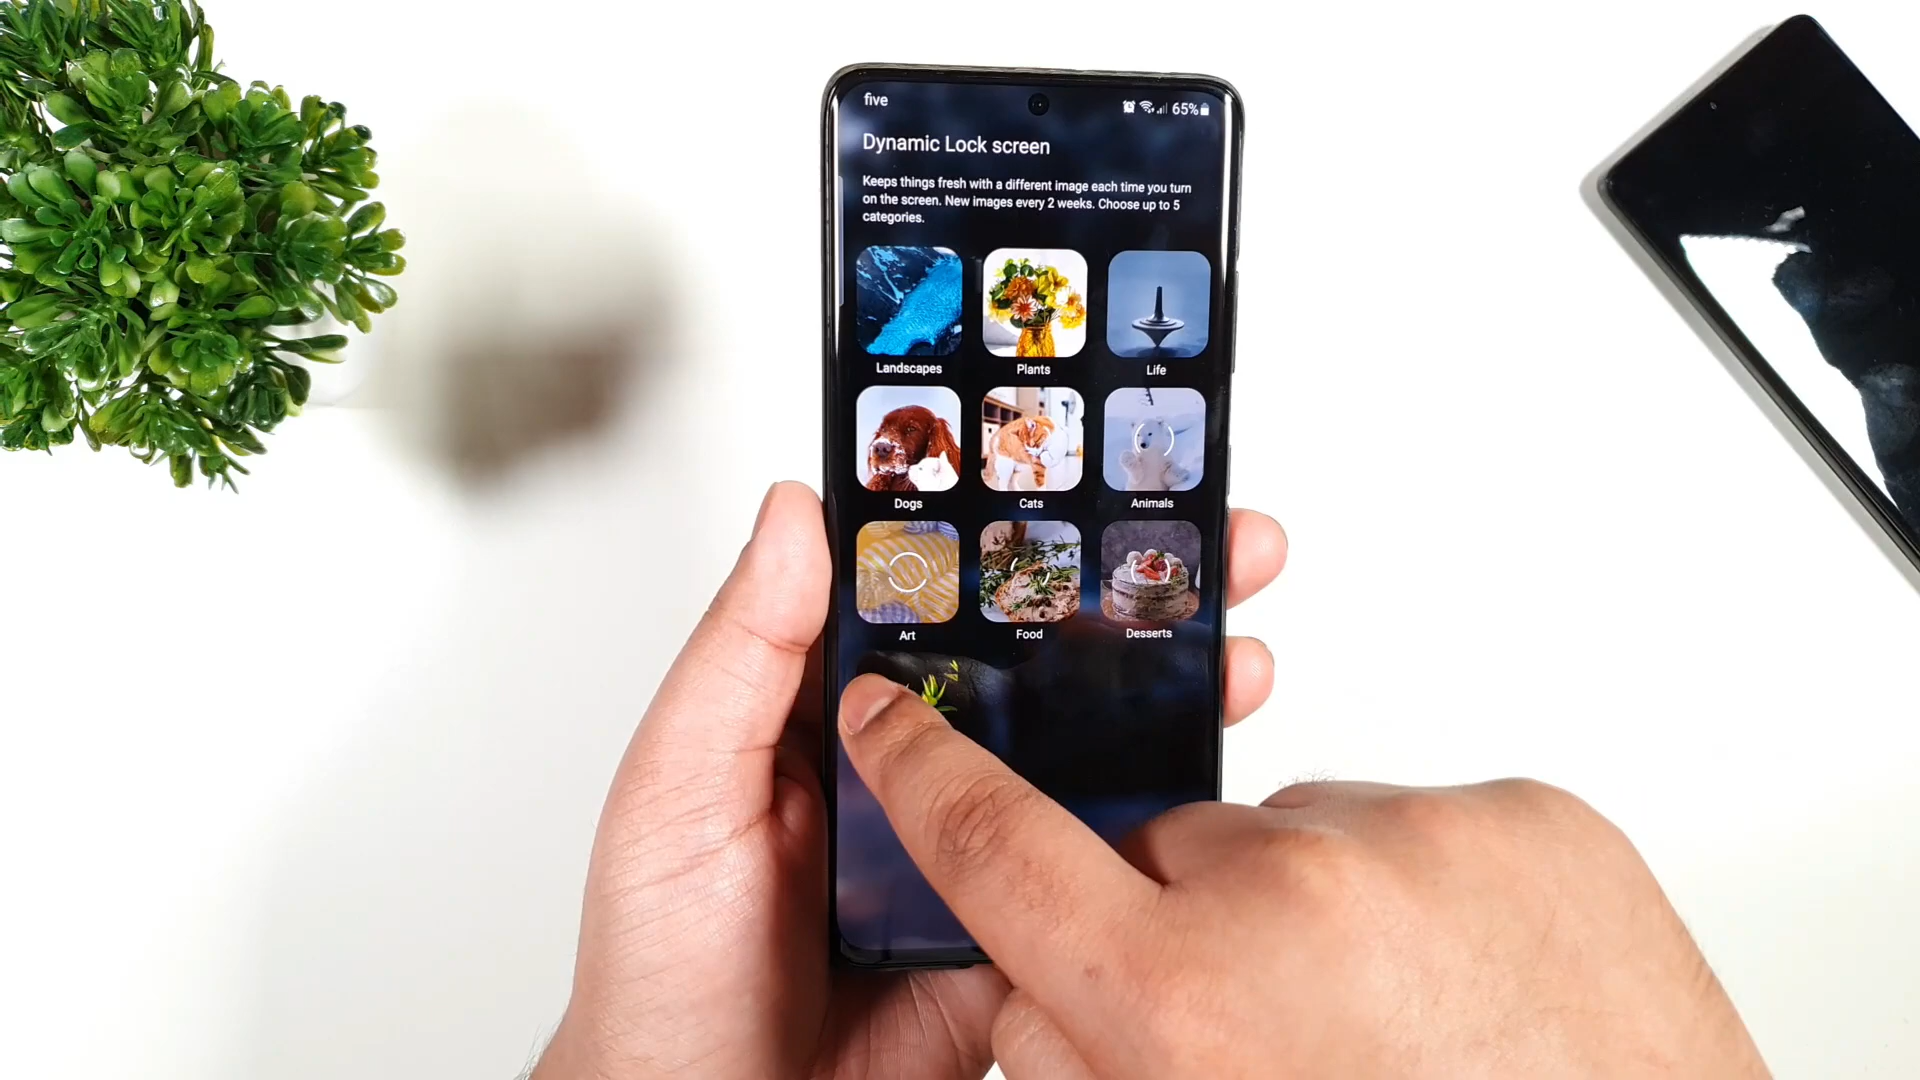 five
65%
Dynamic Lock screen
Keeps things fresh with a different image each time you turn
on the screen. New images every 2 weeks. Choose up to 5
categories.
Landscapes Plants Life
Dogs Cats Animals
Art Food Desserts